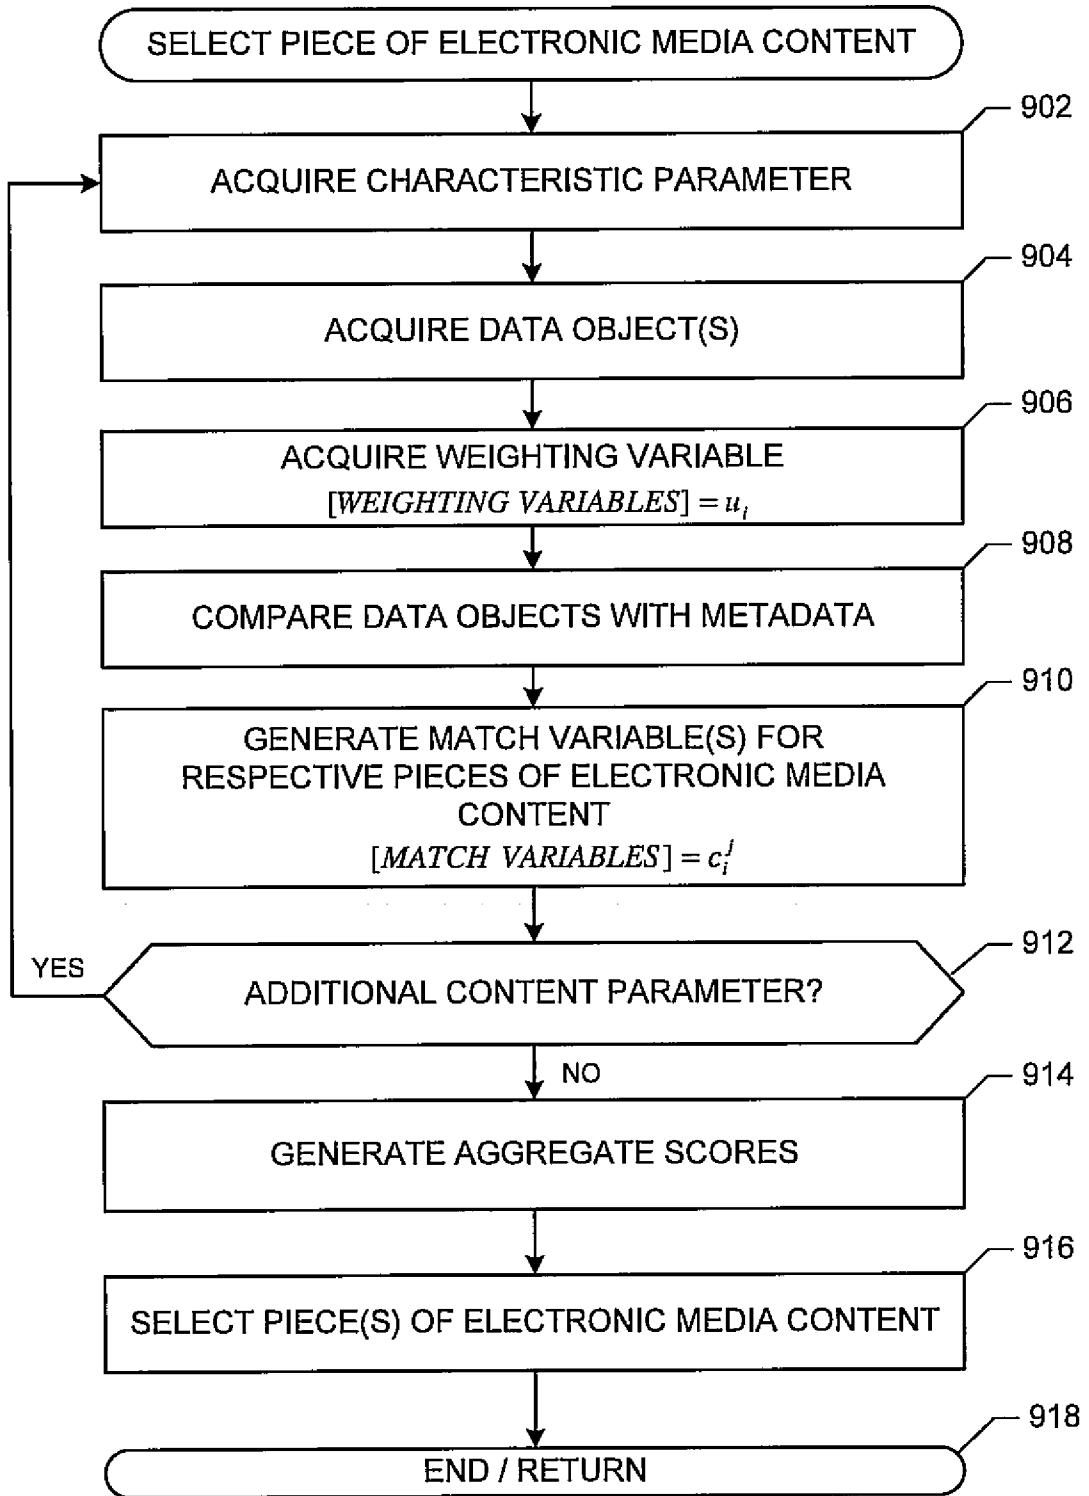 SELECT PIECE OF ELECTRONIC MEDIA CONTENT
902
ACQUIRE CHARACTERISTIC PARAMETER
904
ACQUIRE DATA OBJECT(S)
906
ACQUIRE WEIGHTING VARIABLE
[WEIGHTING VARIABLES] = u_i
908
COMPARE DATA OBJECTS WITH METADATA
910
GENERATE MATCH VARIABLE(S) FOR
RESPECTIVE PIECES OF ELECTRONIC MEDIA
CONTENT
[MATCH VARIABLES] = c_i^j
912
YES
ADDITIONAL CONTENT PARAMETER?
NO
914
GENERATE AGGREGATE SCORES
916
SELECT PIECE(S) OF ELECTRONIC MEDIA CONTENT
918
END / RETURN